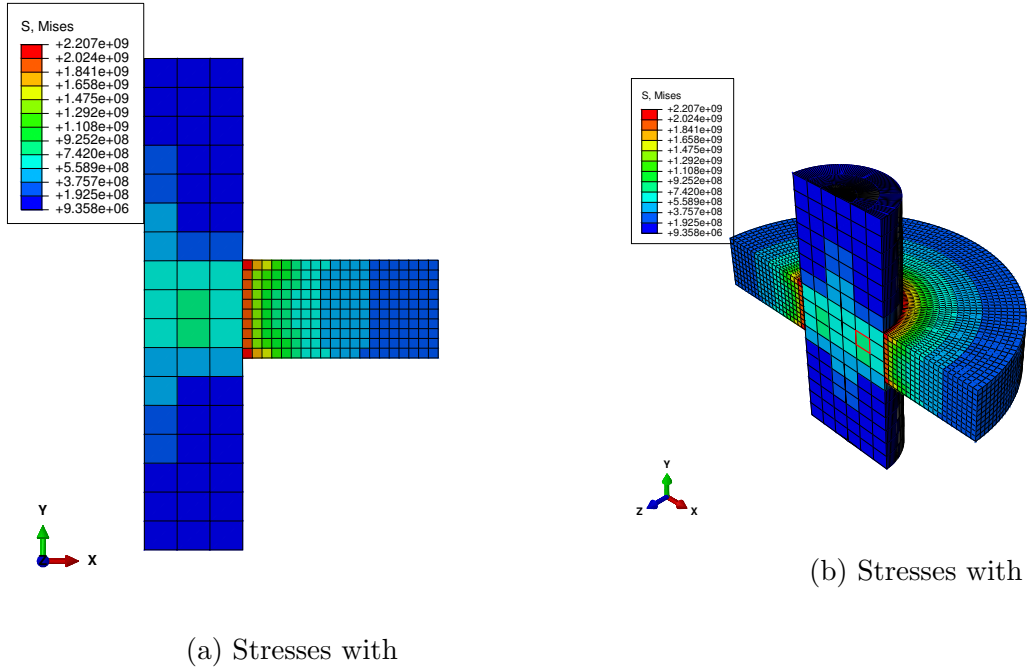 S, Mises
+2.207e+09
+2.024e+09
+1.841e+09
+1.658e+09
+1.475e+09
+1.292e+09
+1.108e+09
+9.252e+08
+7.420e+08
+5.589e+08
+3.757e+08
+1.925e+08
+9.358e+06
Y
Z
X
(a) Stresses with
S, Mises
+2.207e+09
+2.024e+09
+1.841e+09
+1.658e+09
+1.475e+09
+1.292e+09
+1.108e+09
+9.252e+08
+7.420e+08
+5.589e+08
+3.757e+08
+1.925e+08
+9.358e+06
Y
Z
X
(b) Stresses with